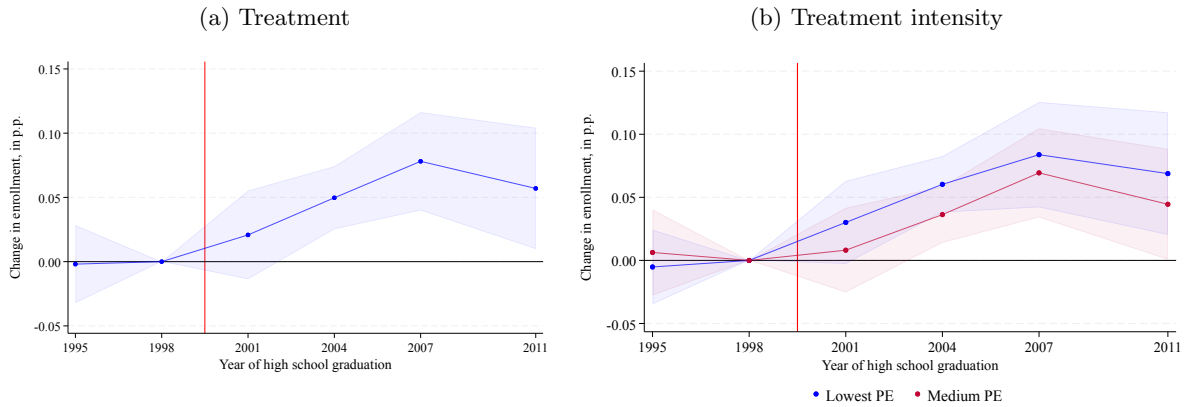 (a) Treatment
Change in enrollment, in p.p.
0.15
0.10
0.05
0.00
-0.05
1995 1998 2001 2004 2007 2011
Year of high school graduation
(b) Treatment intensity
Change in enrollment, in p.p.
0.15
0.10
0.05
0.00
-0.05
1995 1998 2001 2004 2007 2011
Year of high school graduation
Lowest PE Medium PE